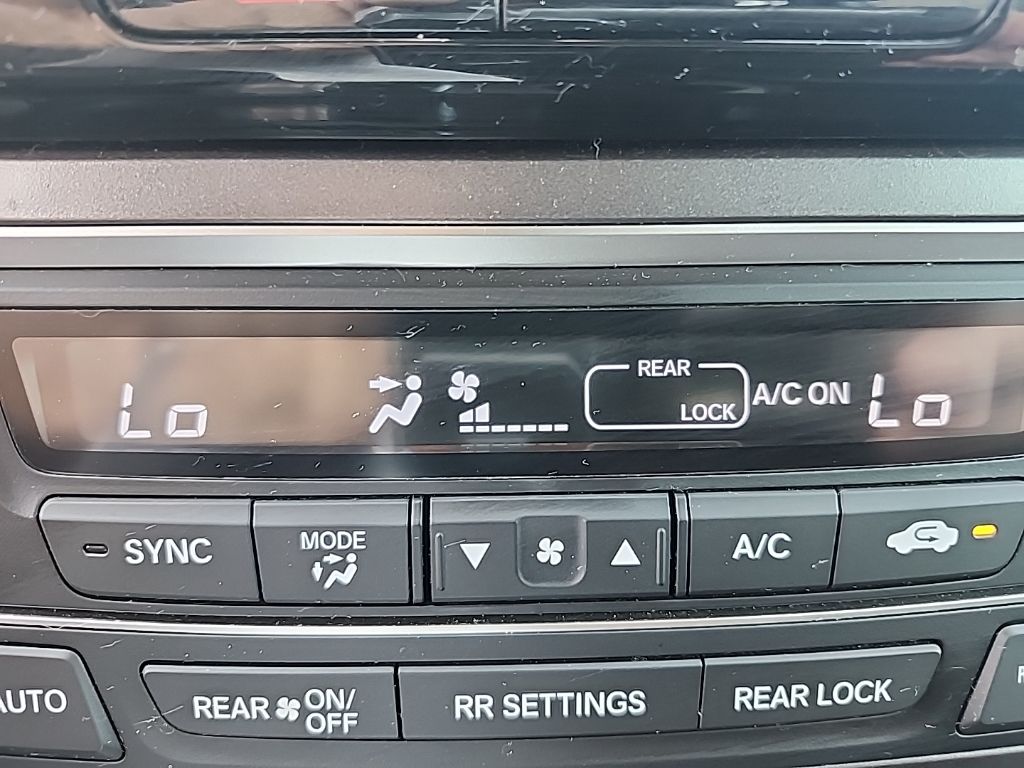 REAR
Lo
LOCK
A/C ON
Lo
SYNC
MODE
A/C
AUTO
REAR ON/
OFF
RR SETTINGS
REAR LOCK